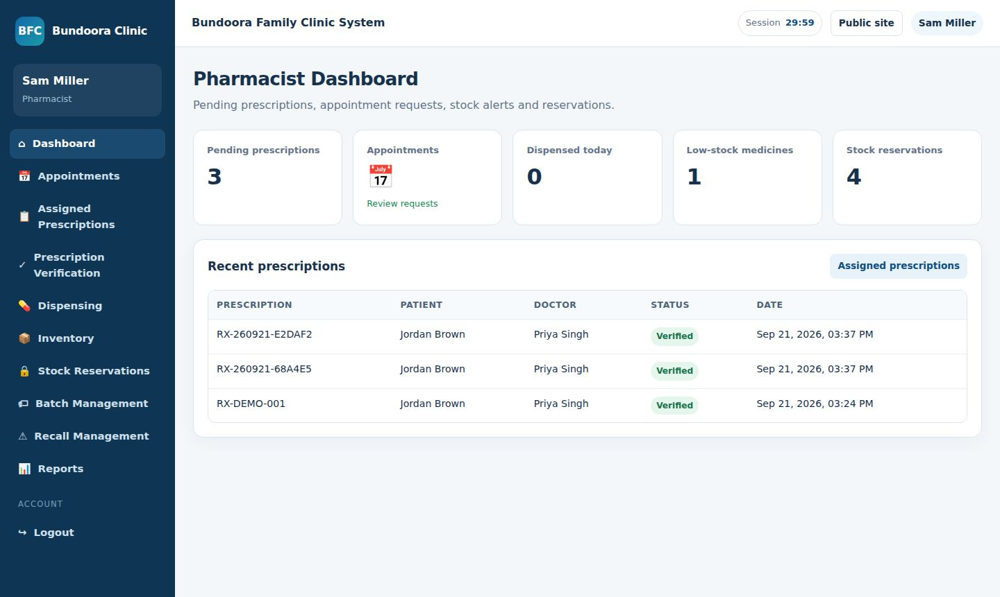 BFC Bundoora Clinic
Sam Miller
Pharmacist
Dashboard
Appointments
Assigned
Prescriptions
Prescription
Verification
Dispensing
Inventory
Stock Reservations
Batch Management
Recall Management
Reports
ACCOUNT
Logout
Bundoora Family Clinic System
Session 29:59
Public site
Sam Miller
Pharmacist Dashboard
Pending prescriptions, appointment requests, stock alerts and reservations.
Pending prescriptions
3
Appointments
July
17
Review requests
Dispensed today
0
Low-stock medicines
1
Stock reservations
4
Recent prescriptions
Assigned prescriptions
PRESCRIPTION PATIENT DOCTOR STATUS DATE
RX-260921-E2DAF2 Jordan Brown Priya Singh Verified Sep 21, 2026, 03:37 PM
RX-260921-68A4E5 Jordan Brown Priya Singh Verified Sep 21, 2026, 03:37 PM
RX-DEMO-001 Jordan Brown Priya Singh Verified Sep 21, 2026, 03:24 PM